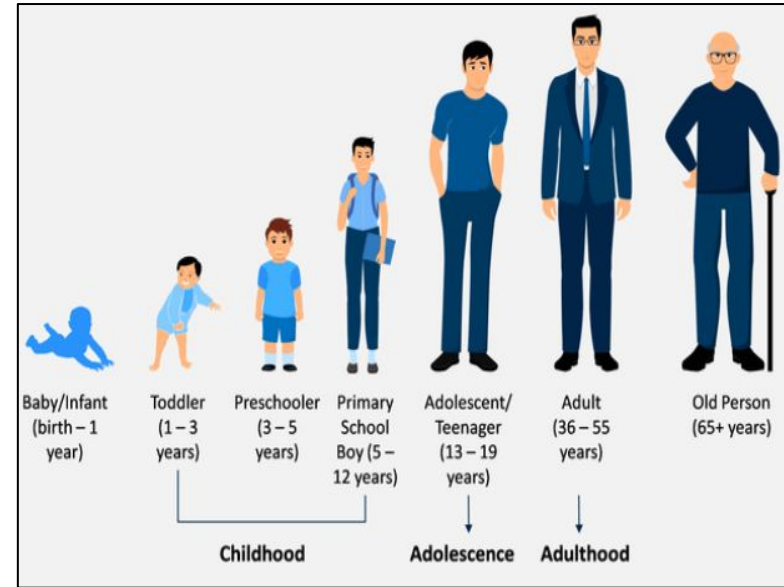 Baby/Infant
(birth – 1
year)
Toddler
(1 – 3
years)
Preschooler
(3 – 5
years)
Primary
School
Boy (5 –
12 years)
Adolescent/
Teenager
(13 – 19
years)
Adult
(36 – 55
years)
Old Person
(65+ years)
Childhood
Adolescence
Adulthood